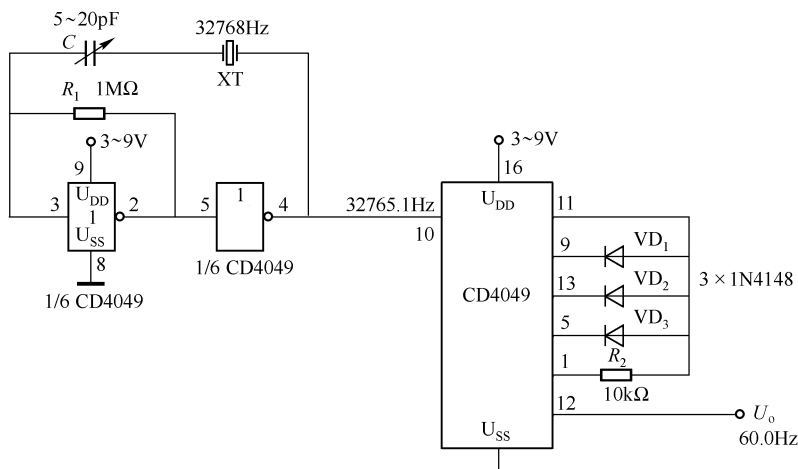 5~20pF
C
32768Hz
XT
R1 1MΩ
3~9V
9
UDD
3
1
2
USS
8
1/6 CD4049
1
5
4
1/6 CD4049
32765.1Hz
10
3~9V
16
UDD
11
9
VD1
13
VD2
3 × 1N4148
CD4049
5
VD3
R2
1
10kΩ
12
Uo
USS
60.0Hz